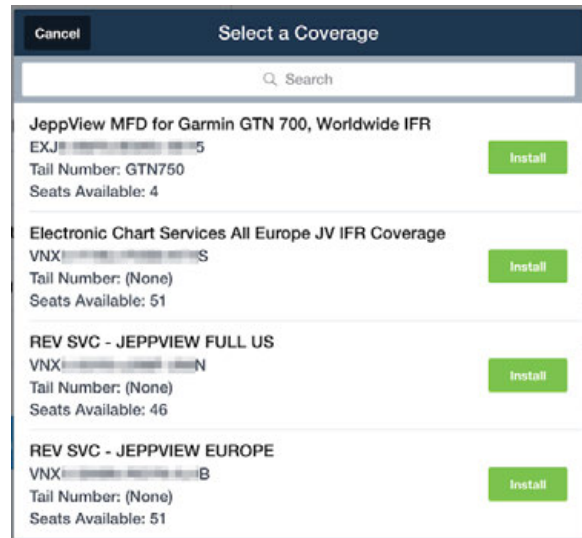 Cancel
Select a Coverage
Search
JeppView MFD for Garmin GTN 700, Worldwide IFR
EXJ 5
Tail Number: GTN750
Install
Seats Available: 4
Electronic Chart Services All Europe JV IFR Coverage
VNX S
Tail Number: (None)
Install
Seats Available: 51
REV SVC - JEPPVIEW FULL US
VNX N
Tail Number: (None)
Install
Seats Available: 46
REV SVC - JEPPVIEW EUROPE
VNX B
Tail Number: (None)
Install
Seats Available: 51